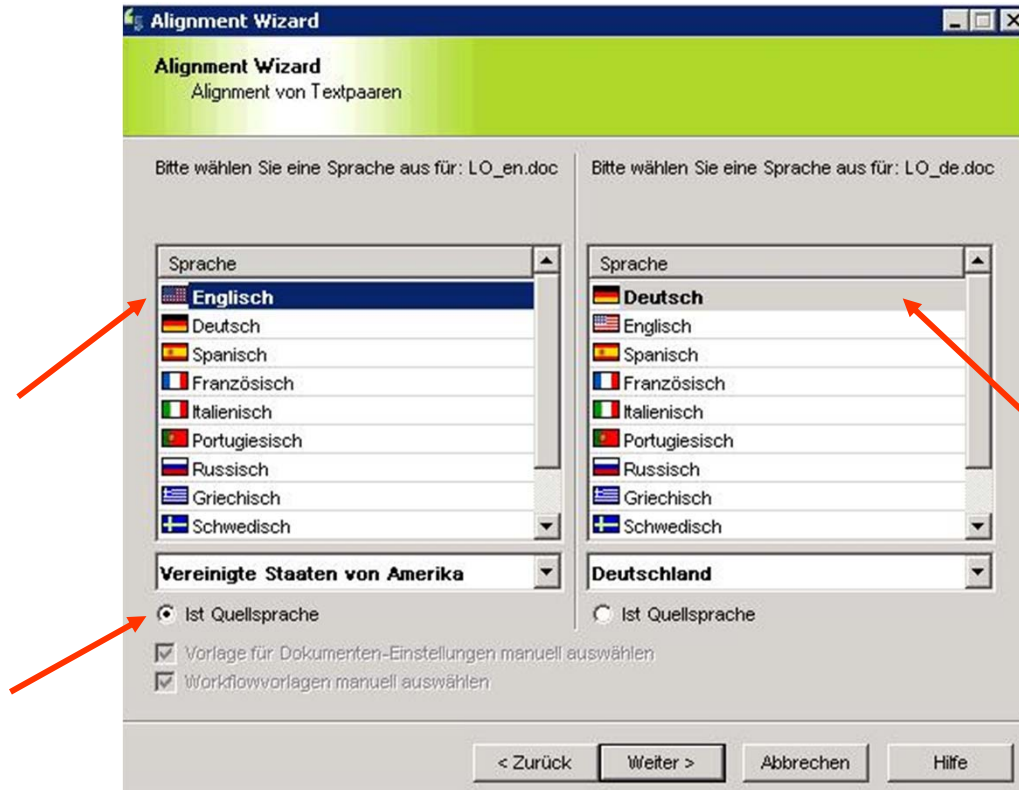 Alignment Wizard
Alignment Wizard
Alignment von Textpaaren
Bitte wählen Sie eine Sprache aus für: LO_en.doc
Sprache
Englisch
Deutsch
Spanisch
Französisch
Italienisch
Portugiesisch
Russisch
Griechisch
Schwedisch
Vereinigte Staaten von Amerika
Ist Quellsprache
Bitte wählen Sie eine Sprache aus für: LO_de.doc
Sprache
Deutsch
Englisch
Spanisch
Französisch
Italienisch
Portugiesisch
Russisch
Griechisch
Schwedisch
Deutschland
Ist Quellsprache
Vorlage für Dokumenten-Einstellungen manuell auswählen
Workflowvorlagen manuell auswählen
< Zurück
Weiter >
Abbrechen
Hilfe